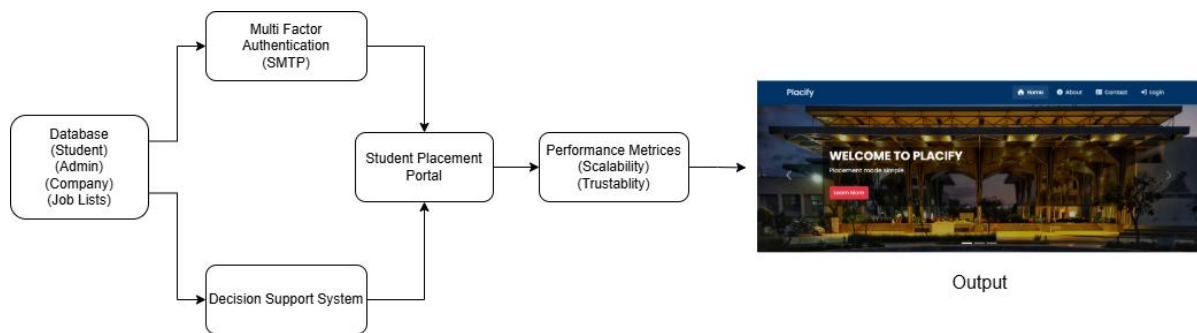 Multi Factor
Authentication
(SMTP)
Database
(Student)
(Admin)
(Company)
(Job Lists)
Student Placement
Portal
Performance Metrices
(Scalability)
(Trustablity)
Decision Support System
Placify
Home About Contact Login
WELCOME TO PLACIFY
Placement made simple
Learn More
Output